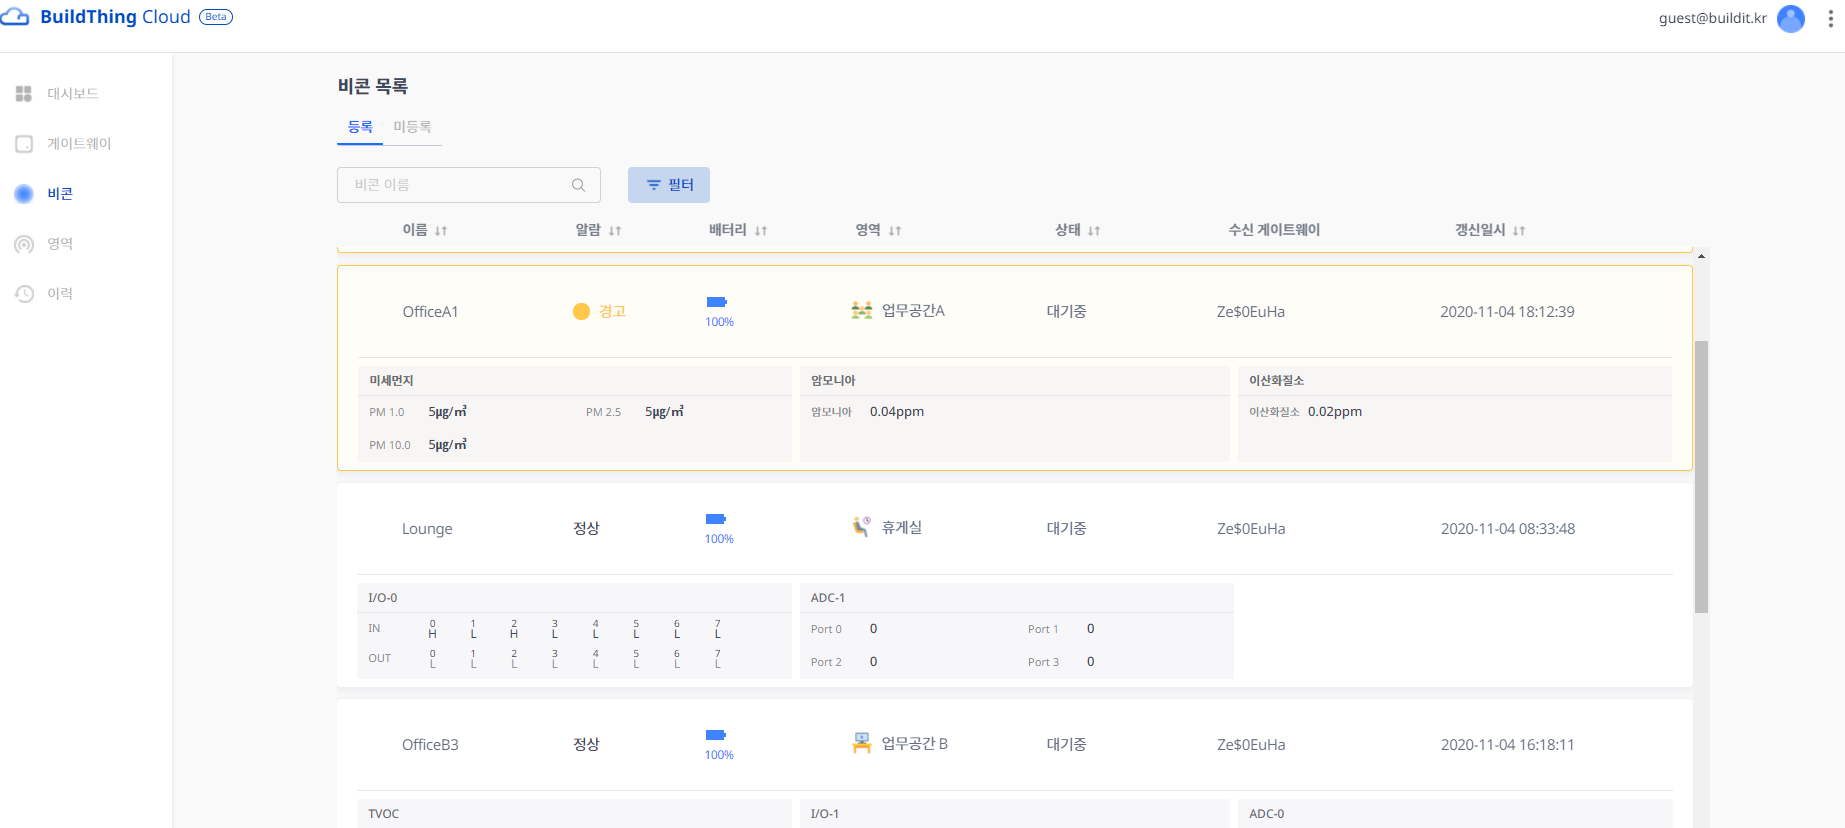 BuildThing Cloud Beta
guest@buildit.kr
대시보드
게이트웨이
비콘
영역
이력
비콘 목록
등록 미등록
비콘 이름
필터
이름 알람 배터리 영역 상태 수신 게이트웨이 갱신일시
OfficeA1 경고 100% 업무공간A 대기중 Ze$0EuHa 2020-11-04 18:12:39
미세먼지 암모니아 이산화질소
PM 1.0 5㎍/㎥ PM 2.5 5㎍/㎥ 암모니아 0.04ppm 이산화질소 0.02ppm
PM 10.0 5㎍/㎥
Lounge 정상 100% 휴게실 대기중 Ze$0EuHa 2020-11-04 08:33:48
I/O-0 ADC-1
0 1 2 3 4 5 6 7
IN H L H L L L L L Port 0 0 Port 1 0
0 1 2 3 4 5 6 7
OUT L L L L L L L L Port 2 0 Port 3 0
OfficeB3 정상 100% 업무공간 B 대기중 Ze$0EuHa 2020-11-04 16:18:11
TVOC I/O-1 ADC-0